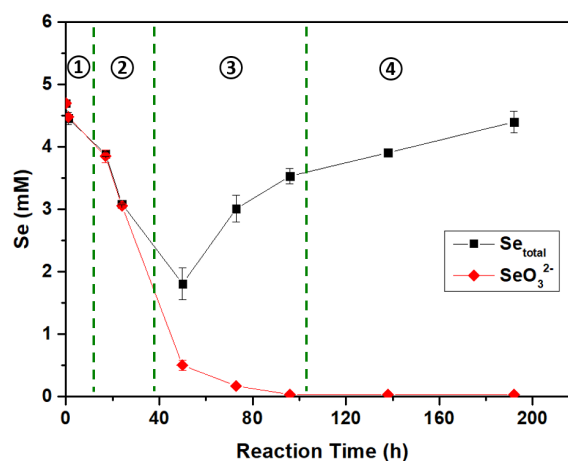 6
5
4
3
2
1
0
Se (mM)
① ② ③ ④
Se_total
SeO₃²⁻
0 40 80 120 160 200
Reaction Time (h)